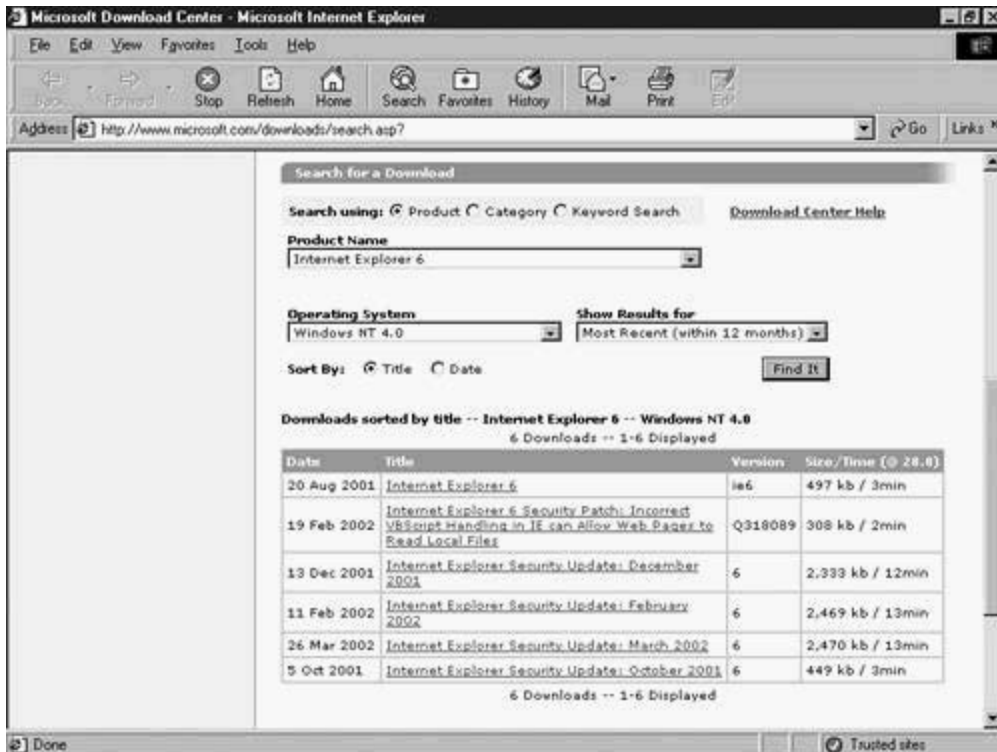 Microsoft Download Center - Microsoft Internet Explorer
File Edit View Favorites Tools Help
Back Forward Stop Refresh Home Search Favorites History Mail Print Edit
Address http://www.microsoft.com/downloads/search.asp? Go Links
Search for a Download
Search using: Product Category Keyword Search Download Center Help
Product Name
Internet Explorer 6
Operating System Show Results for
Windows NT 4.0 Most Recent (within 12 months)
Sort By: Title Date Find It
Downloads sorted by title -- Internet Explorer 6 -- Windows NT 4.0
6 Downloads -- 1-6 Displayed
Date Title Version Size/Time (@ 28.8)
20 Aug 2001 Internet Explorer 6 ie6 497 kb / 3min
Internet Explorer 6 Security Patch: Incorrect
19 Feb 2002 VBScript Handling in IE can Allow Web Pages to Q318089 308 kb / 2min
Read Local Files
13 Dec 2001 Internet Explorer Security Update: December 6 2,333 kb / 12min
2001
11 Feb 2002 Internet Explorer Security Update: February 6 2,469 kb / 13min
2002
26 Mar 2002 Internet Explorer Security Update: March 2002 6 2,470 kb / 13min
5 Oct 2001 Internet Explorer Security Update: October 2001 6 449 kb / 3min
6 Downloads -- 1-6 Displayed
Done Trusted sites